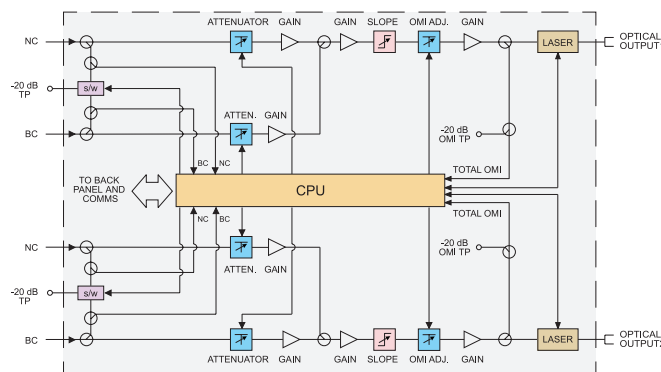 ATTENUATOR GAIN GAIN SLOPE OMI ADJ. GAIN
NC
LASER
OPTICAL
OUTPUT1
-20 dB
TP
s/w
ATTEN. GAIN
BC
-20 dB
OMI TP
BC NC
TOTAL OMI
TO BACK
PANEL AND
COMMS
CPU
NC BC
TOTAL OMI
NC
-20 dB
OMI TP
ATTEN. GAIN
-20 dB
TP
s/w
BC
LASER
OPTICAL
OUTPUT2
ATTENUATOR GAIN GAIN SLOPE OMI ADJ. GAIN